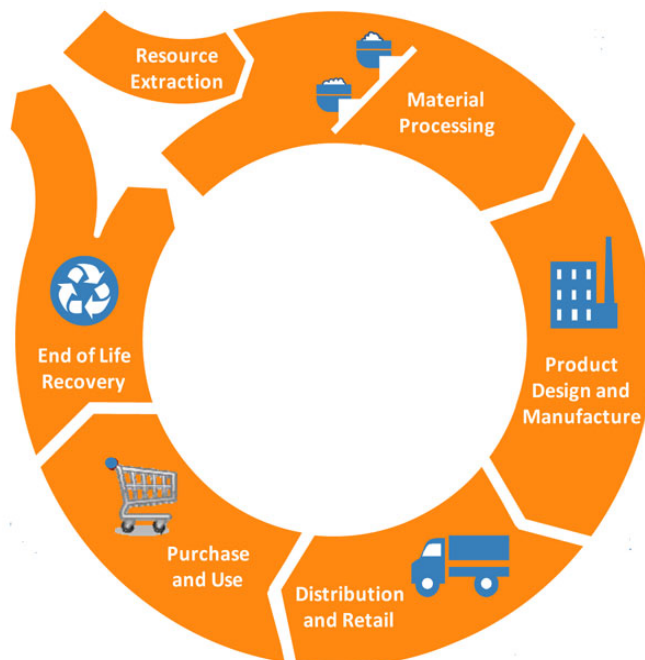 Resource
Extraction
Material
Processing
Product
Design and
Manufacture
Distribution
and Retail
Purchase
and Use
End of Life
Recovery